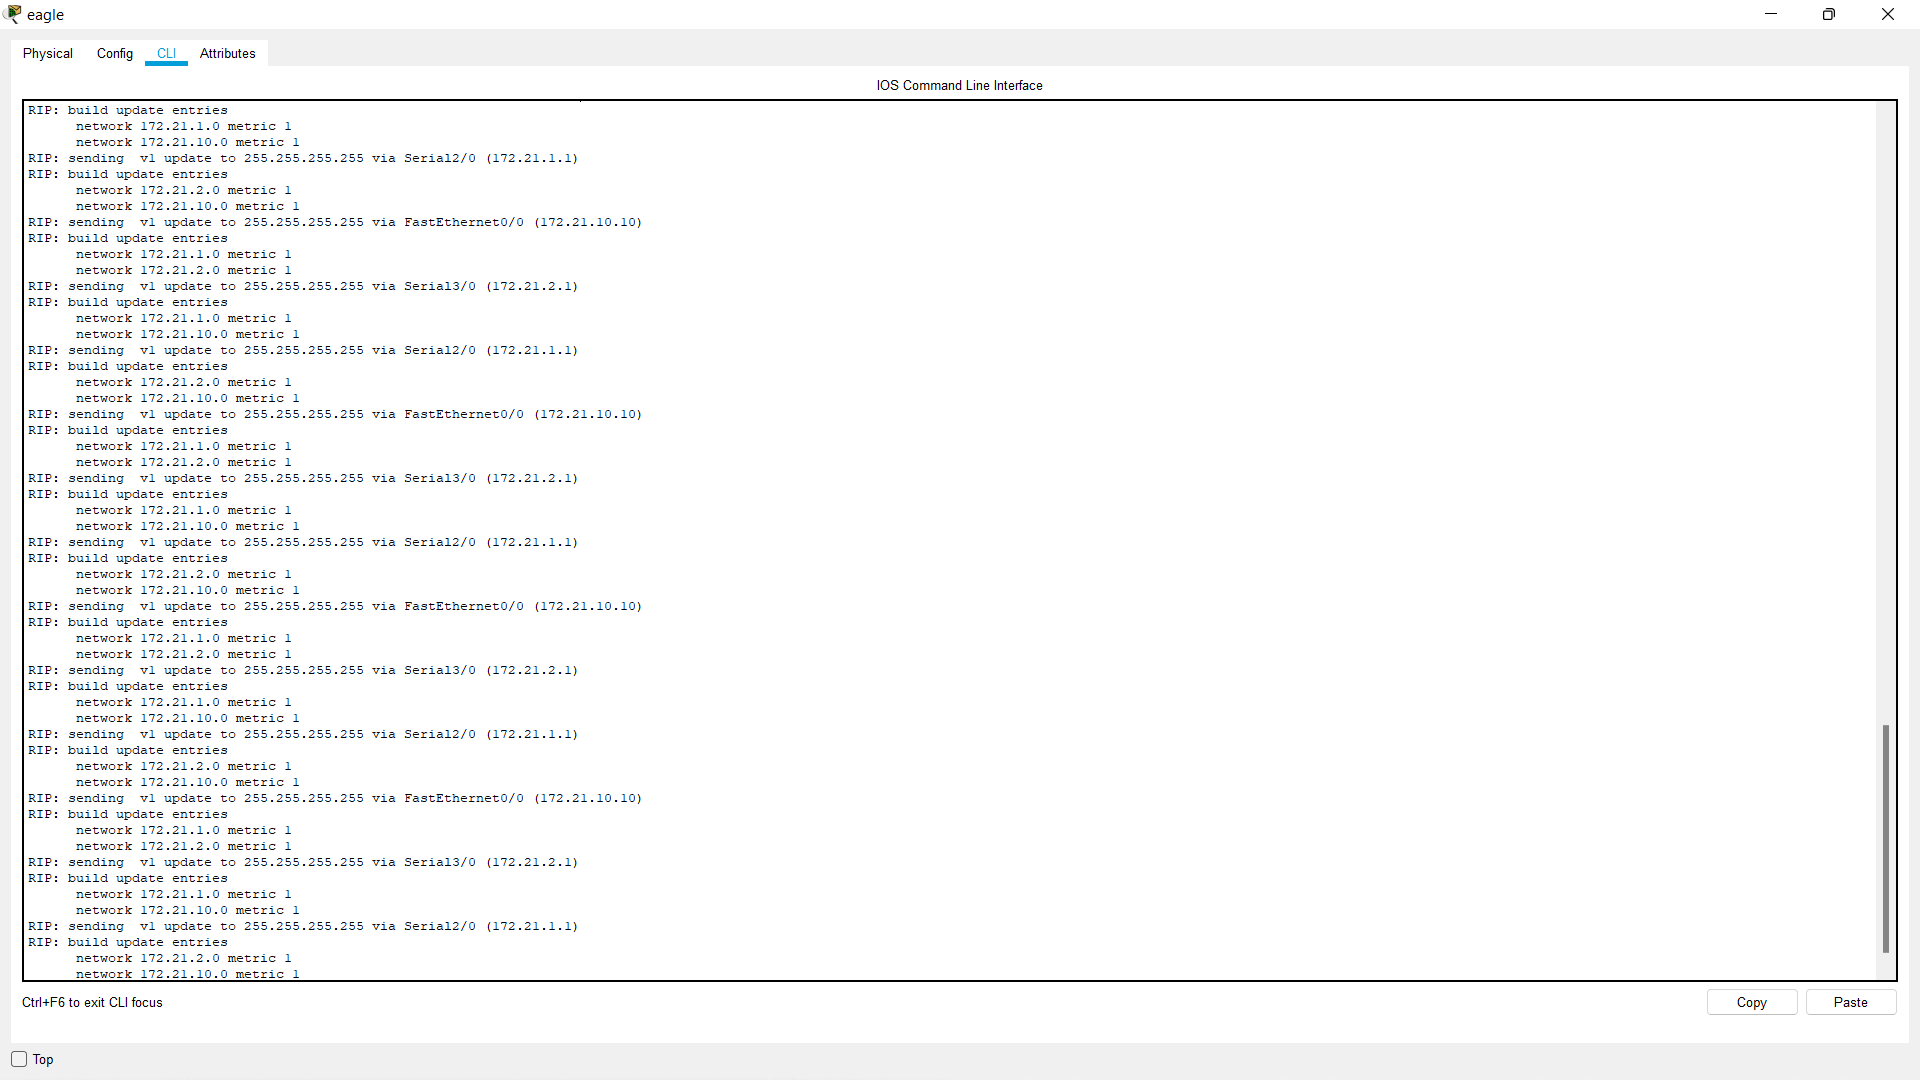 eagle
Physical Config CLI Attributes
IOS Command Line Interface
RIP: build update entries
network 172.21.1.0 metric 1
network 172.21.10.0 metric 1
RIP: sending v1 update to 255.255.255.255 via Serial2/0 (172.21.1.1)
RIP: build update entries
network 172.21.2.0 metric 1
network 172.21.10.0 metric 1
RIP: sending v1 update to 255.255.255.255 via FastEthernet0/0 (172.21.10.10)
RIP: build update entries
network 172.21.1.0 metric 1
network 172.21.2.0 metric 1
RIP: sending v1 update to 255.255.255.255 via Serial3/0 (172.21.2.1)
RIP: build update entries
network 172.21.1.0 metric 1
network 172.21.10.0 metric 1
RIP: sending v1 update to 255.255.255.255 via Serial2/0 (172.21.1.1)
RIP: build update entries
network 172.21.2.0 metric 1
network 172.21.10.0 metric 1
RIP: sending v1 update to 255.255.255.255 via FastEthernet0/0 (172.21.10.10)
RIP: build update entries
network 172.21.1.0 metric 1
network 172.21.2.0 metric 1
RIP: sending v1 update to 255.255.255.255 via Serial3/0 (172.21.2.1)
RIP: build update entries
network 172.21.1.0 metric 1
network 172.21.10.0 metric 1
RIP: sending v1 update to 255.255.255.255 via Serial2/0 (172.21.1.1)
RIP: build update entries
network 172.21.2.0 metric 1
network 172.21.10.0 metric 1
RIP: sending v1 update to 255.255.255.255 via FastEthernet0/0 (172.21.10.10)
RIP: build update entries
network 172.21.1.0 metric 1
network 172.21.2.0 metric 1
RIP: sending v1 update to 255.255.255.255 via Serial3/0 (172.21.2.1)
RIP: build update entries
network 172.21.1.0 metric 1
network 172.21.10.0 metric 1
RIP: sending v1 update to 255.255.255.255 via Serial2/0 (172.21.1.1)
RIP: build update entries
network 172.21.2.0 metric 1
network 172.21.10.0 metric 1
RIP: sending v1 update to 255.255.255.255 via FastEthernet0/0 (172.21.10.10)
RIP: build update entries
network 172.21.1.0 metric 1
network 172.21.2.0 metric 1
RIP: sending v1 update to 255.255.255.255 via Serial3/0 (172.21.2.1)
RIP: build update entries
network 172.21.1.0 metric 1
network 172.21.10.0 metric 1
RIP: sending v1 update to 255.255.255.255 via Serial2/0 (172.21.1.1)
RIP: build update entries
network 172.21.2.0 metric 1
network 172.21.10.0 metric 1
Ctrl+F6 to exit CLI focus
Copy Paste
Top